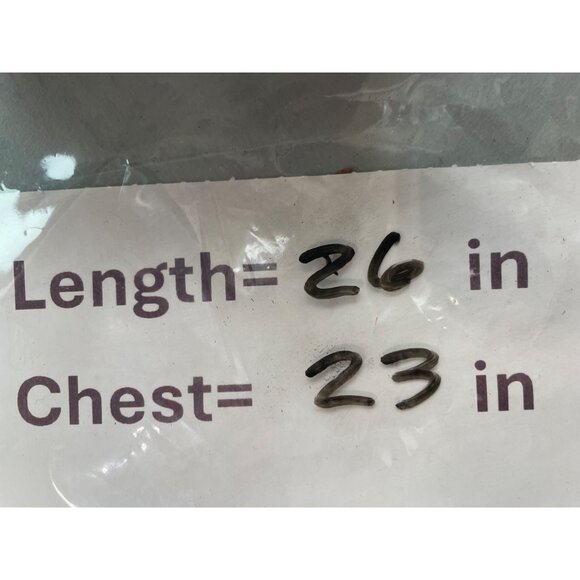 Length= 26 in
Chest= 23 in